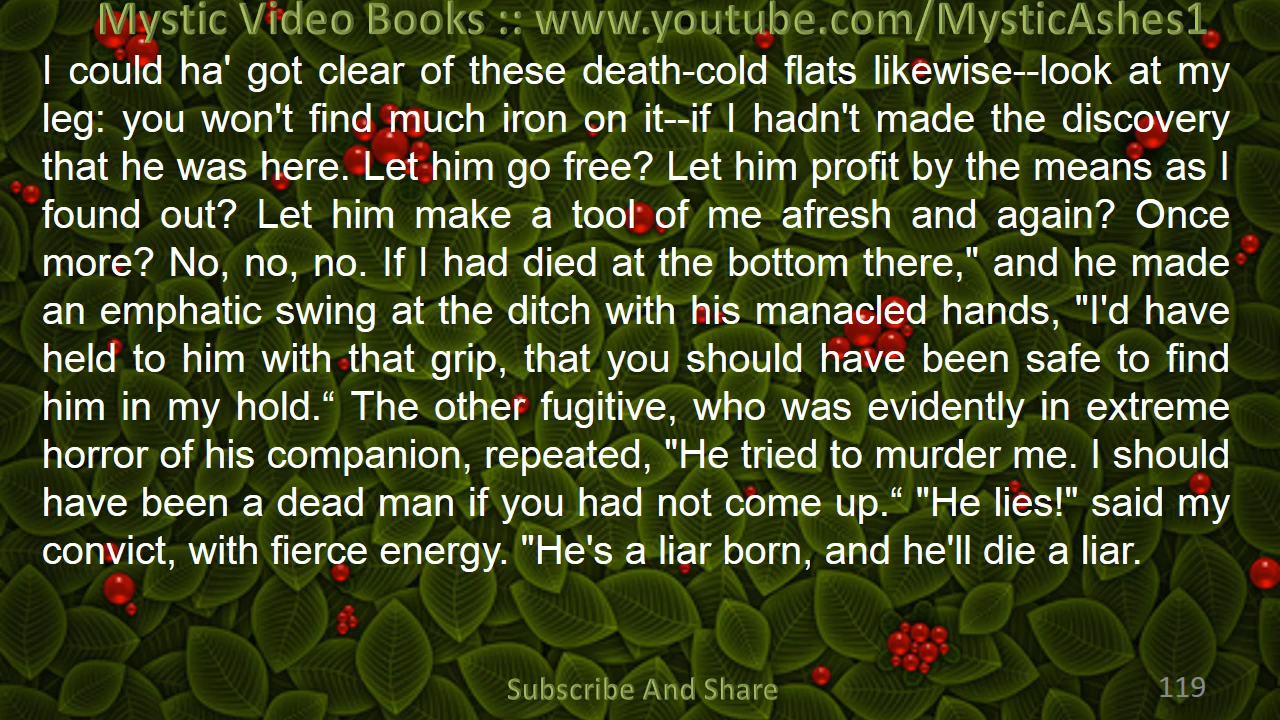 Mystic Video Books :: www.youtube.com/MysticAshes1
I could ha' got clear of these death-cold flats likewise--look at my
leg: you won't find much iron on it--if I hadn't made the discovery
that he was here. Let him go free? Let him profit by the means as I
found out? Let him make a tool of me afresh and again? Once
more? No, no, no. If I had died at the bottom there," and he made
an emphatic swing at the ditch with his manacled hands, "I'd have
held to him with that grip, that you should have been safe to find
him in my hold.“ The other fugitive, who was evidently in extreme
horror of his companion, repeated, "He tried to murder me. I should
have been a dead man if you had not come up.“ "He lies!" said my
convict, with fierce energy. "He's a liar born, and he'll die a liar.
Subscribe And Share
119